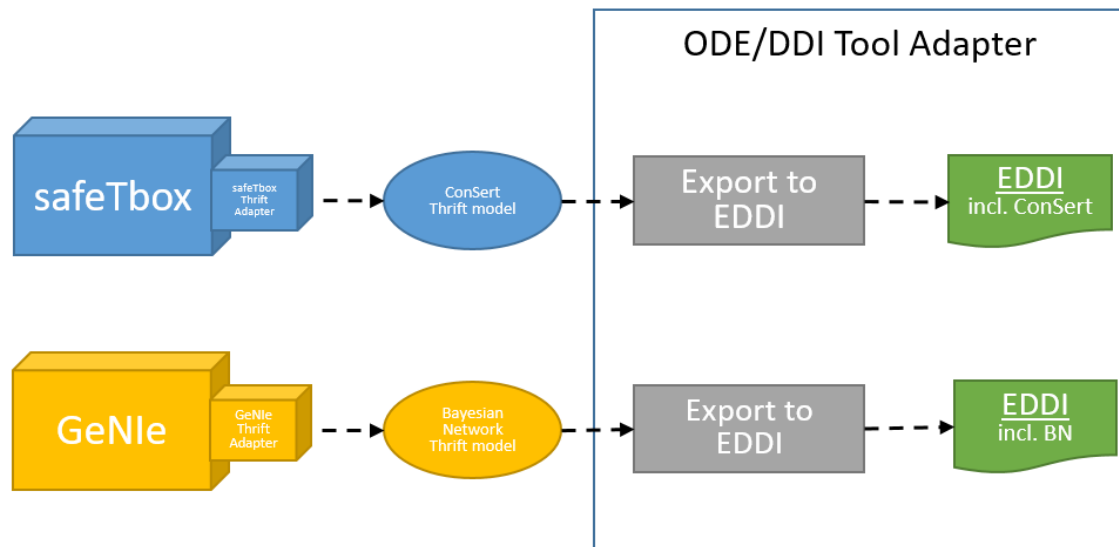 ODE/DDI Tool Adapter
safeTbox
safeTbox
Thrift
Adapter
ConSert
Thrift model
Export to
EDDI
EDDI
incl. ConSert
GeNIe
GeNIe
Thrift
Adapter
Bayesian
Network
Thrift model
Export to
EDDI
EDDI
incl. BN